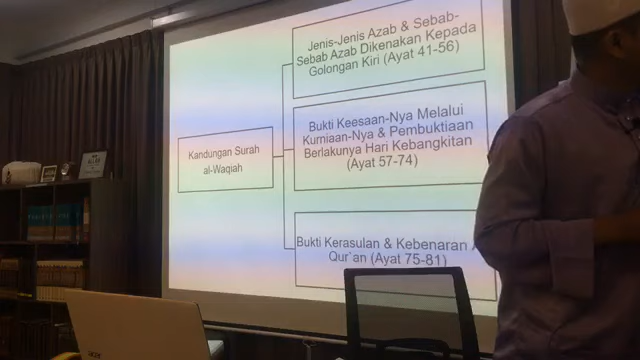 Kandungan Surah
al-Waqiah
Jenis-Jenis Azab & Sebab-
Sebab Azab Dikenakan Kepada
Golongan Kiri (Ayat 41-56)
Bukti Keesaan-Nya Melalui
Kurniaan-Nya & Pembuktiaan
Berlakunya Hari Kebangkitan
(Ayat 57-74)
Bukti Kerasulan & Kebenaran
Qur'an (Ayat 75-81)